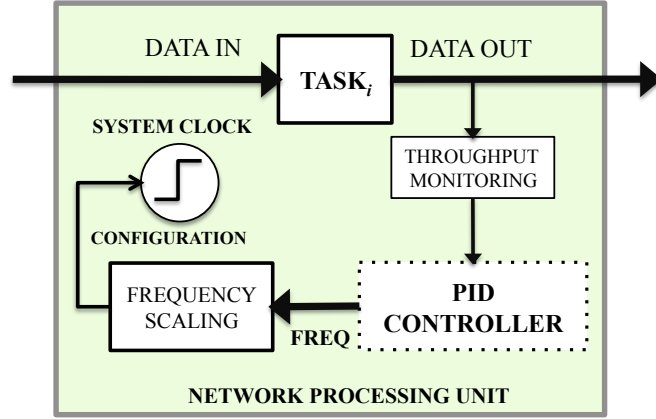 DATA IN
DATA OUT
TASKi
SYSTEM CLOCK
THROUGHPUT
MONITORING
CONFIGURATION
FREQUENCY
SCALING
FREQ
PID
CONTROLLER
NETWORK PROCESSING UNIT